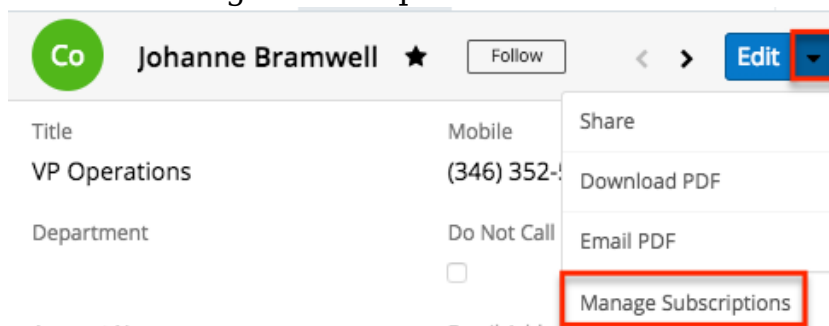 Co Johanne Bramwell ★ Follow < > Edit
Title Mobile Share
VP Operations (346) 352- Download PDF
Department Do Not Call Email PDF
Manage Subscriptions